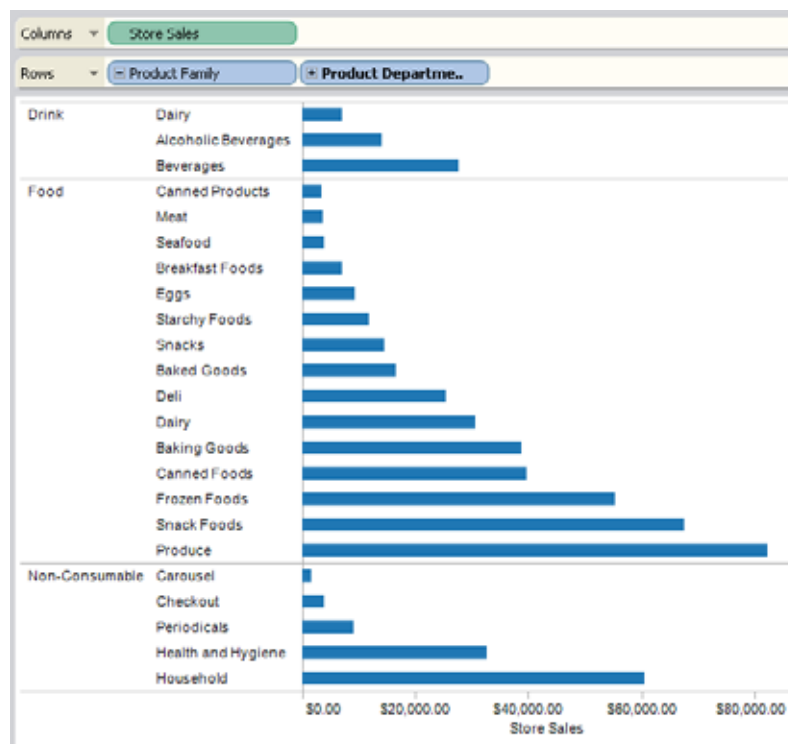 Columns Store Sales
Rows Product Family Product Departme..
Drink Dairy
Alcoholic Beverages
Beverages
Food Canned Products
Meat
Seafood
Breakfast Foods
Eggs
Starchy Foods
Snacks
Baked Goods
Deli
Dairy
Baking Goods
Canned Foods
Frozen Foods
Snack Foods
Produce
Non-Consumable Carousel
Checkout
Periodicals
Health and Hygiene
Household
$0.00 $20,000.00 $40,000.00 $60,000.00 $80,000.00
Store Sales